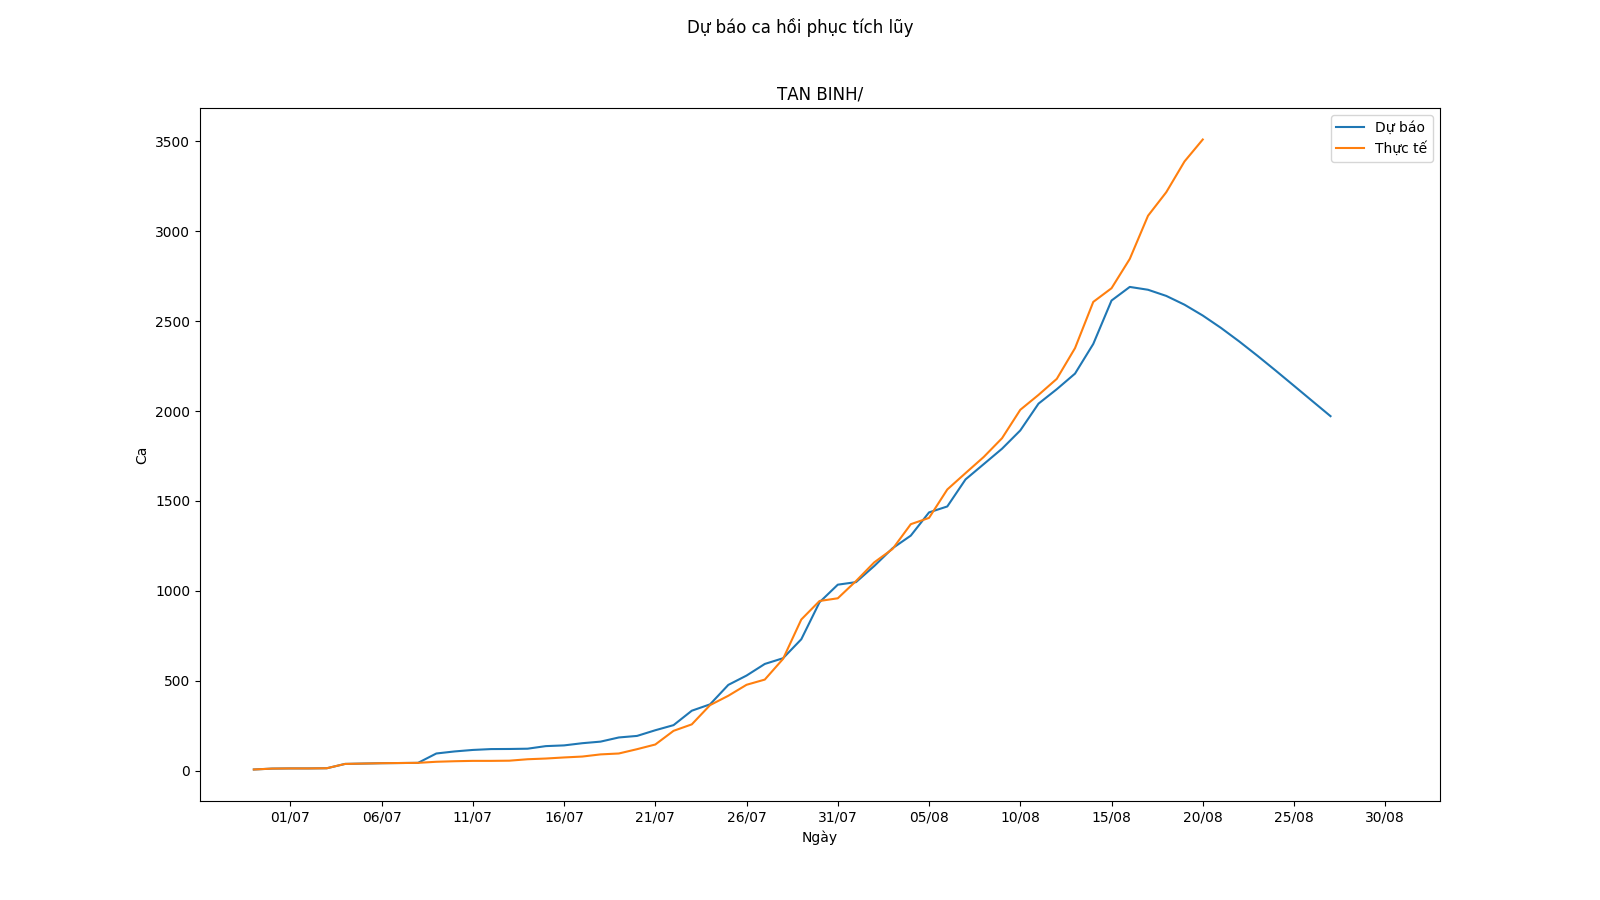 Dự báo ca hồi phục tích lũy
TAN BINH/
Dự báo
Thực tế
3500
3000
2500
2000
1500
1000
500
0
Ca
01/07 06/07 11/07 16/07 21/07 26/07 31/07 05/08 10/08 15/08 20/08 25/08 30/08
Ngày